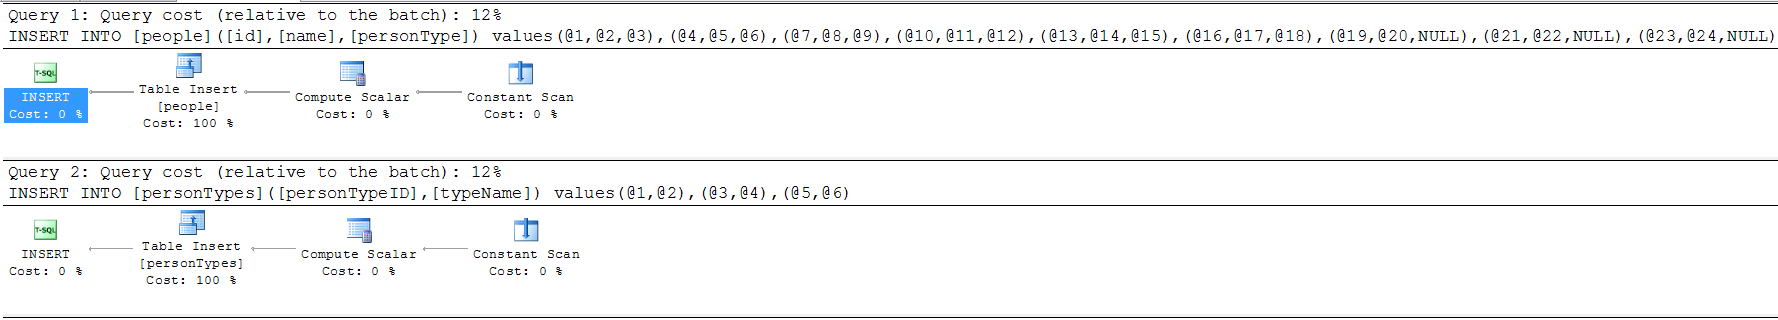 Query 1: Query cost (relative to the batch): 12%
INSERT INTO [people]([id],[name],[personType]) values(@1,@2,@3),(@4,@5,@6),(@7,@8,@9),(@10,@11,@12),(@13,@14,@15),(@16,@17,@18),(@19,@20,NULL),(@21,@22,NULL),(@23,@24,NULL)
T-SQL
INSERT
Cost: 0 %
Table Insert
[people]
Cost: 100 %
Compute Scalar
Cost: 0 %
Constant Scan
Cost: 0 %
Query 2: Query cost (relative to the batch): 12%
INSERT INTO [personTypes]([personTypeID],[typeName]) values(@1,@2),(@3,@4),(@5,@6)
T-SQL
INSERT
Cost: 0 %
Table Insert
[personTypes]
Cost: 100 %
Compute Scalar
Cost: 0 %
Constant Scan
Cost: 0 %